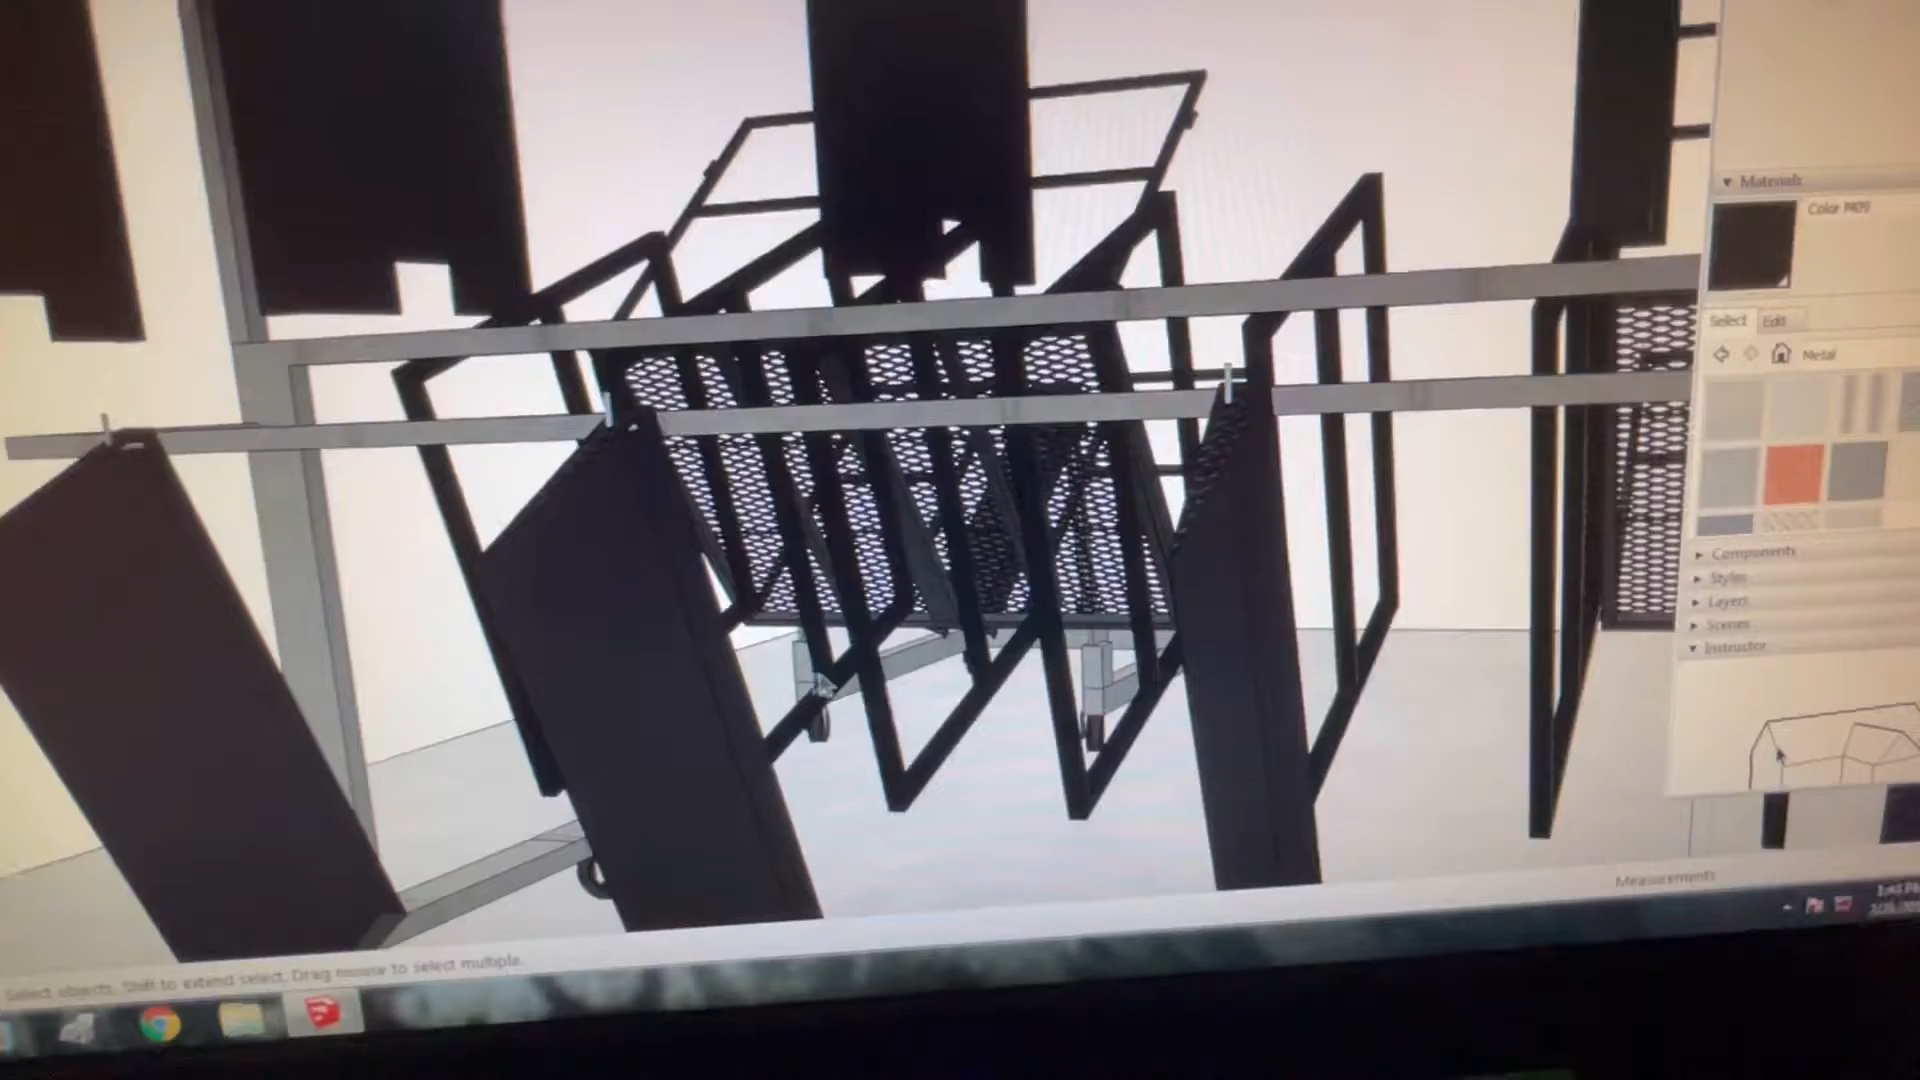 Materials
Color M09
Select Edit
Metal
Components
Styles
Layers
Scenes
Instructor
Measurements
Select objects. Shift to extend select. Drag mouse to select multiple.